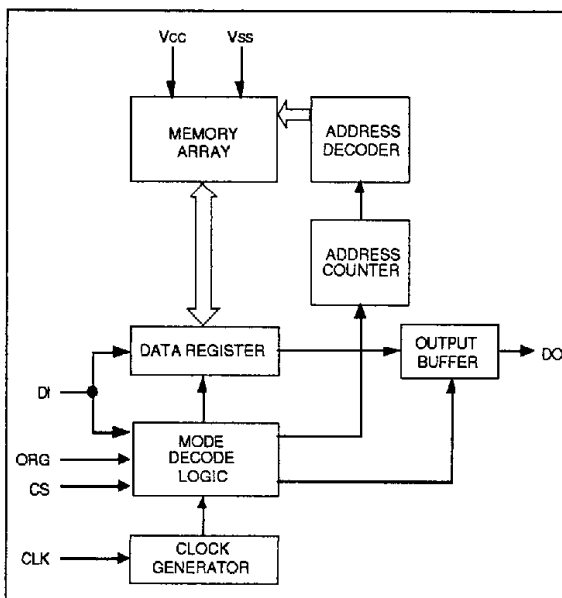 Vcc Vss
MEMORY
ARRAY
ADDRESS
DECODER
ADDRESS
COUNTER
DATA REGISTER
OUTPUT
BUFFER
DO
DI
MODE
DECODE
LOGIC
ORG
CS
CLK
CLOCK
GENERATOR